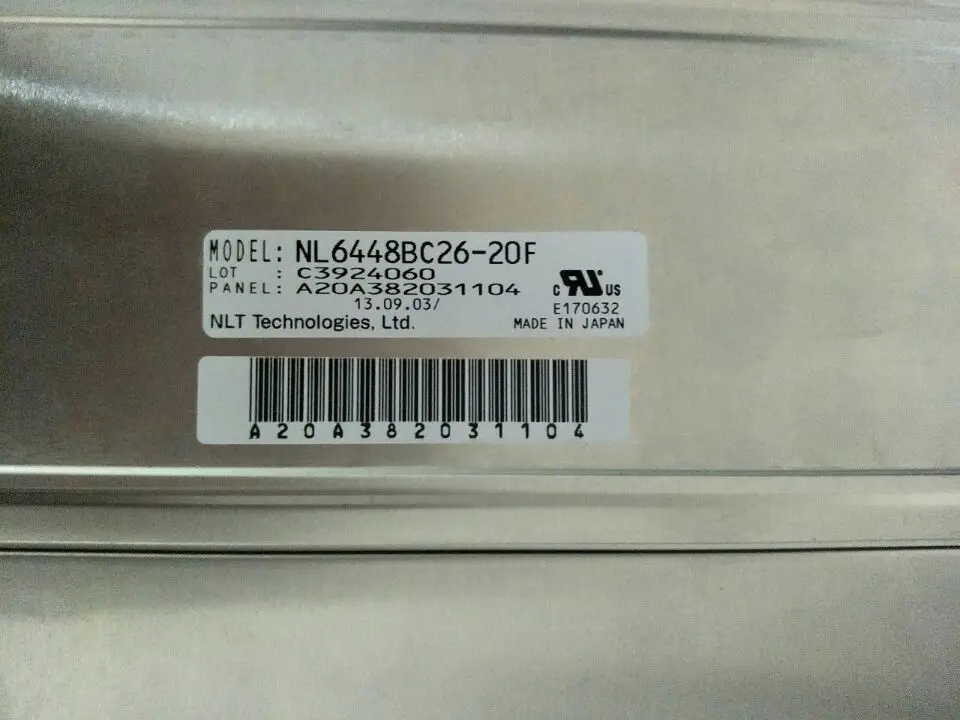 MODEL: NL6448BC26-20F
LOT : C3924060
PANEL: A20A382031104
13.09.03/
c RU US
E170632
NLT Technologies, Ltd.
MADE IN JAPAN
A20A382031104